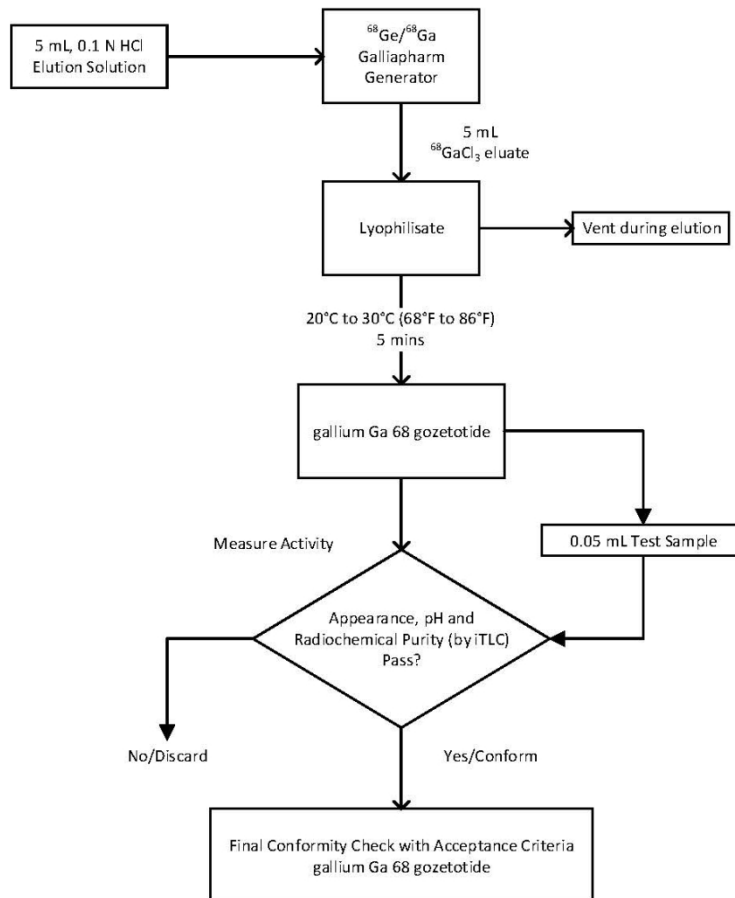 5 mL, 0.1 N HCl
Elution Solution
⁶⁸Ge/⁶⁸Ga
Galliapharm
Generator
5 mL
⁶⁸GaCl₃ eluate
Lyophilisate
Vent during elution
20°C to 30°C (68°F to 86°F)
5 mins
gallium Ga 68 gozetotide
0.05 mL Test Sample
Measure Activity
Appearance, pH and
Radiochemical Purity (by iTLC)
Pass?
No/Discard
Yes/Conform
Final Conformity Check with Acceptance Criteria
gallium Ga 68 gozetotide